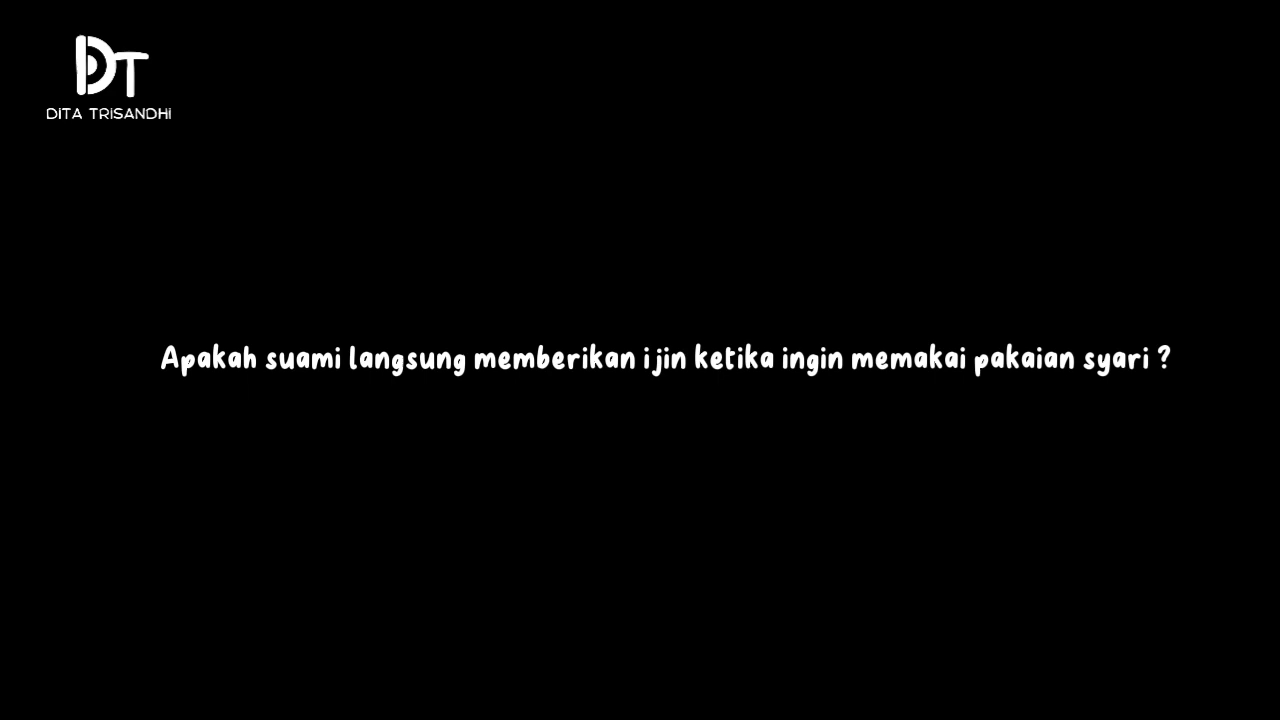 DT
DiTA TRiSANDHi
Apakah suami langsung memberikan ijin ketika ingin memakai pakaian syari ?